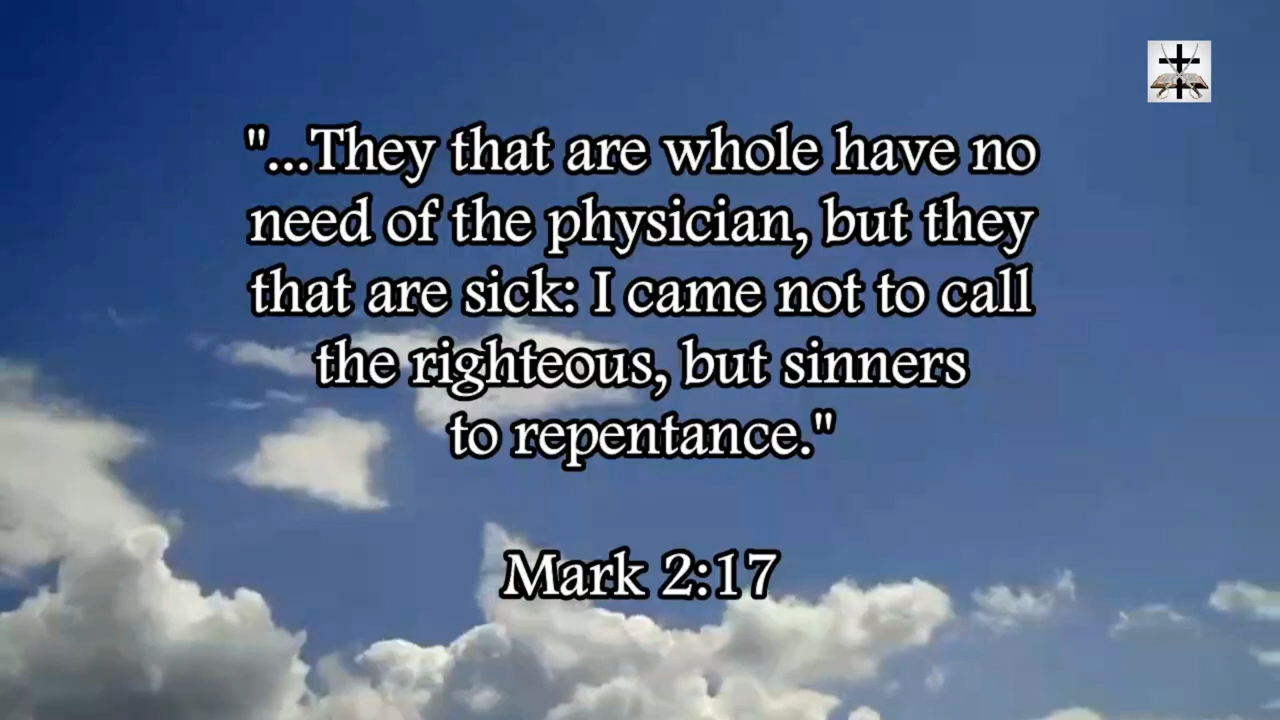 "...They that are whole have no
need of the physician, but they
that are sick: I came not to call
the righteous, but sinners
to repentance."
Mark 2:17